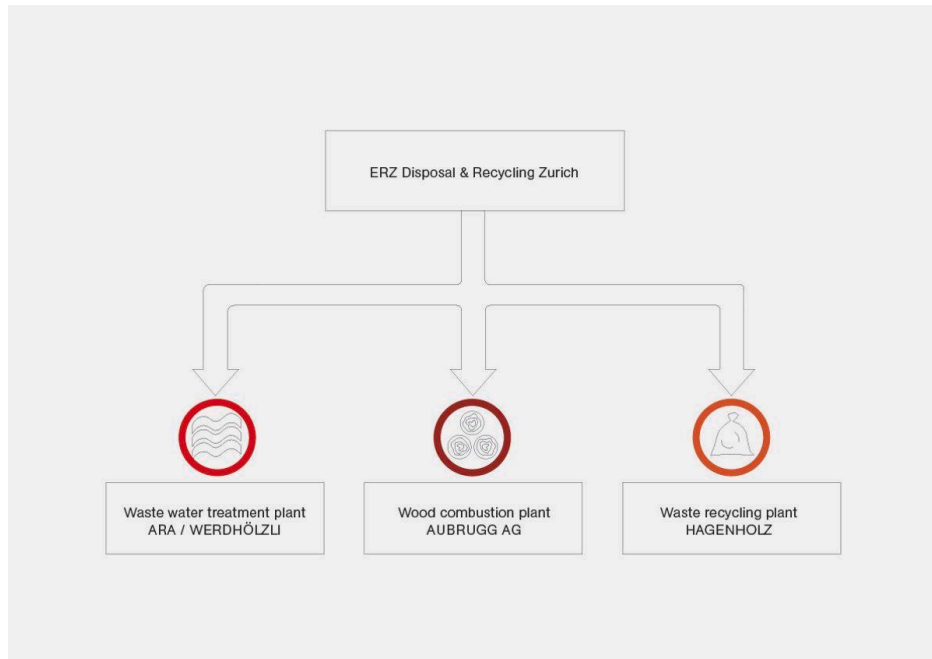 ERZ Disposal & Recycling Zurich
Waste water treatment plant
ARA / WERDHÖLZLI
Wood combustion plant
AUBRUGG AG
Waste recycling plant
HAGENHOLZ